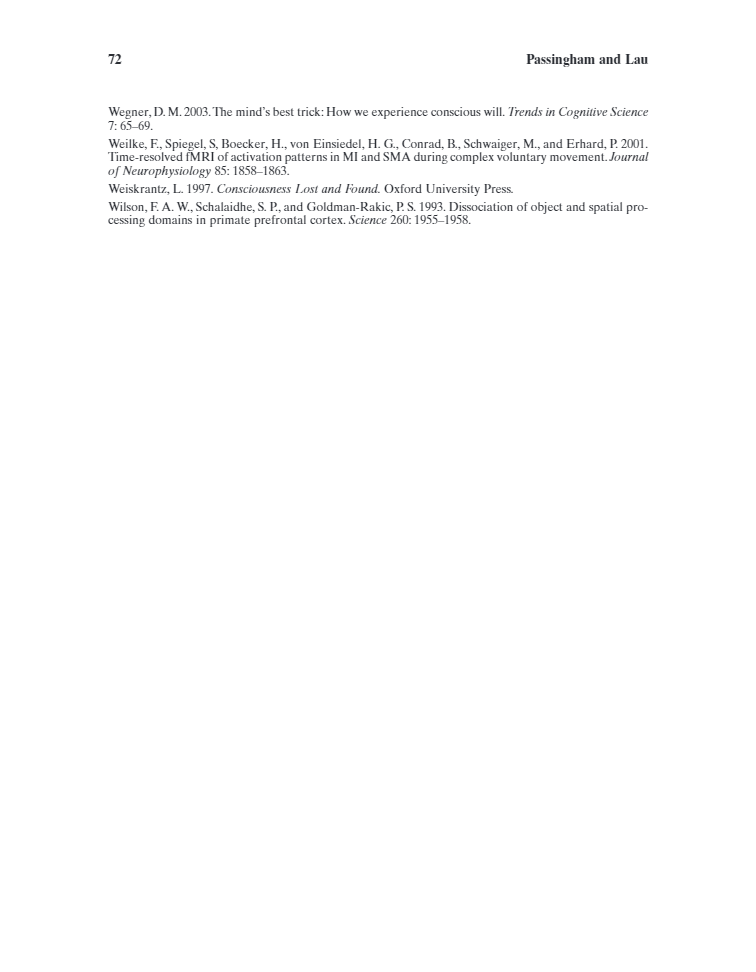 72 Passingham and Lau
Wegner, D. M. 2003. The mind's best trick: How we experience conscious will. Trends in Cognitive Science
7: 65–69.
Weilke, F., Spiegel, S, Boecker, H., von Einsiedel, H. G., Conrad, B., Schwaiger, M., and Erhard, P. 2001.
Time-resolved fMRI of activation patterns in MI and SMA during complex voluntary movement. Journal
of Neurophysiology 85: 1858–1863.
Weiskrantz, L. 1997. Consciousness Lost and Found. Oxford University Press.
Wilson, F. A. W., Schalaidhe, S. P., and Goldman-Rakic, P. S. 1993. Dissociation of object and spatial pro-
cessing domains in primate prefrontal cortex. Science 260: 1955–1958.